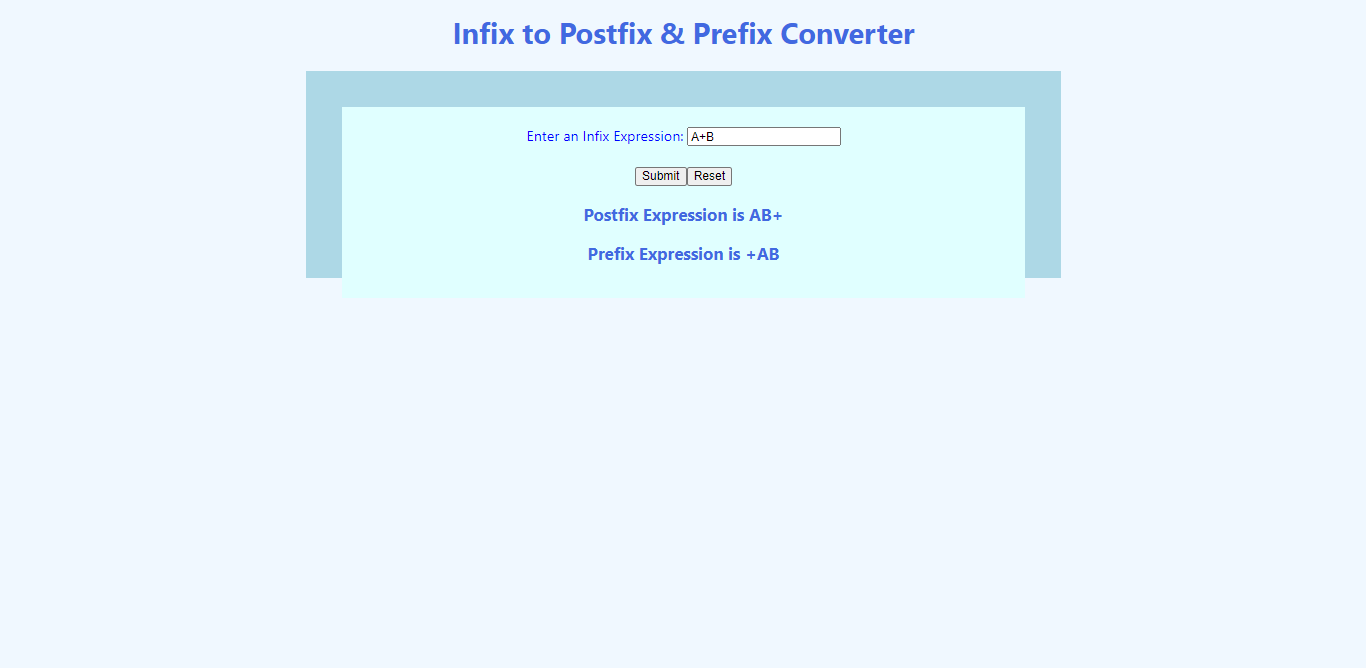 Infix to Postfix & Prefix Converter
Enter an Infix Expression: A+B
Submit Reset
Postfix Expression is AB+
Prefix Expression is +AB